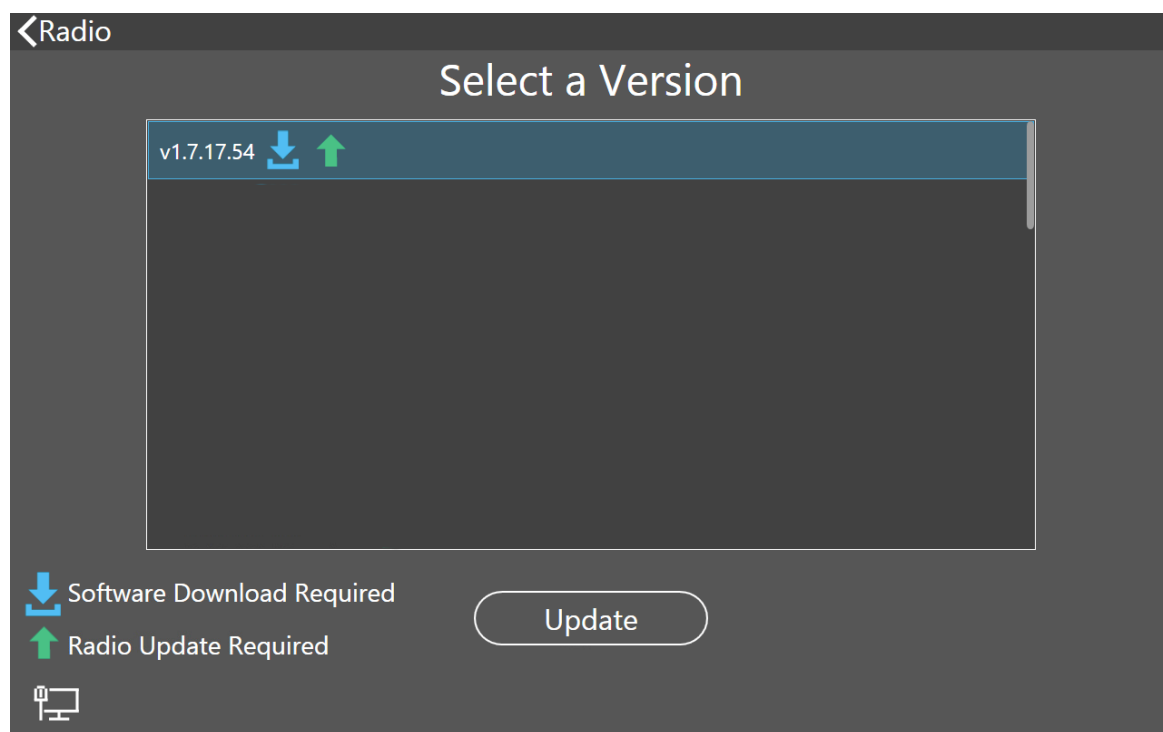 Radio
Select a Version
v1.7.17.54
Software Download Required
Radio Update Required
Update